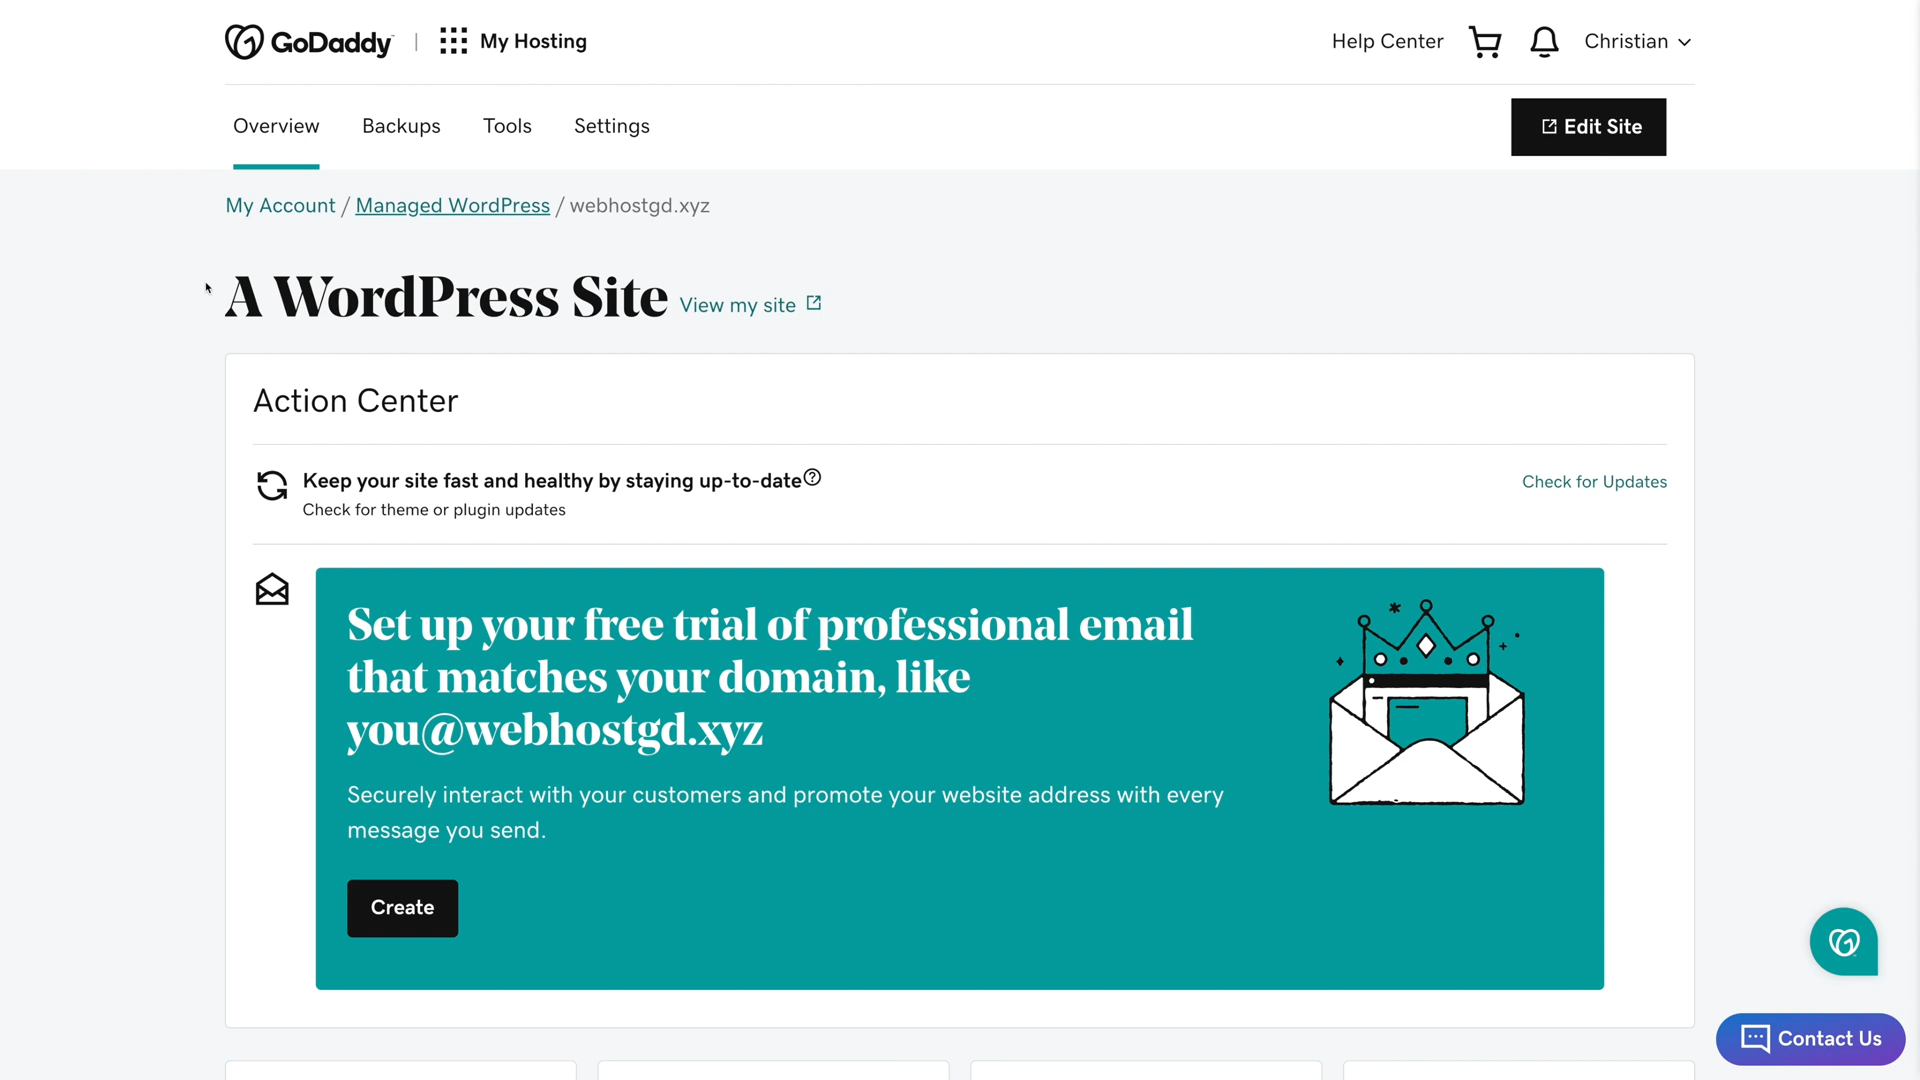 GoDaddy | My Hosting
Help Center
Christian
Overview
Backups
Tools
Settings
Edit Site
My Account / Managed WordPress / webhostgd.xyz
A WordPress Site
View my site
Action Center
Keep your site fast and healthy by staying up-to-date
Check for Updates
Check for theme or plugin updates
Set up your free trial of professional email
that matches your domain, like
you@webhostgd.xyz
Securely interact with your customers and promote your website address with every
message you send.
Create
Contact Us